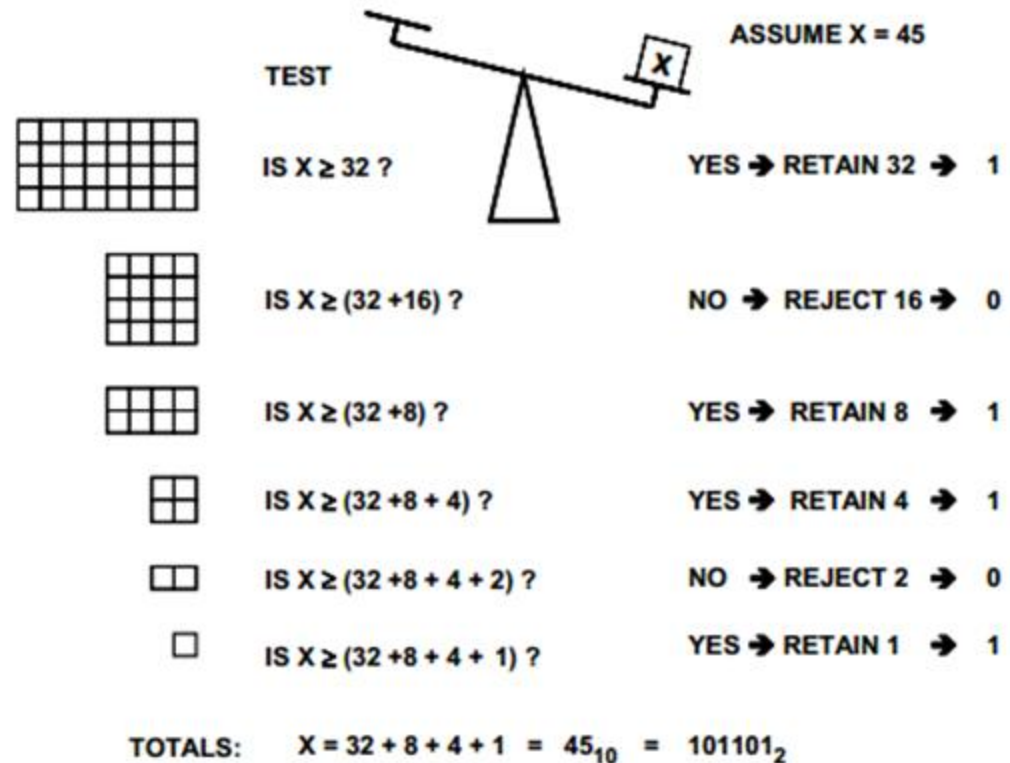 ASSUME X = 45
X
TEST
IS X ≥ 32 ? YES ➔ RETAIN 32 ➔ 1
IS X ≥ (32 +16) ? NO ➔ REJECT 16 ➔ 0
IS X ≥ (32 +8) ? YES ➔ RETAIN 8 ➔ 1
IS X ≥ (32 +8 + 4) ? YES ➔ RETAIN 4 ➔ 1
IS X ≥ (32 +8 + 4 + 2) ? NO ➔ REJECT 2 ➔ 0
IS X ≥ (32 +8 + 4 + 1) ? YES ➔ RETAIN 1 ➔ 1
TOTALS: X = 32 + 8 + 4 + 1 = 45₁₀ = 101101₂